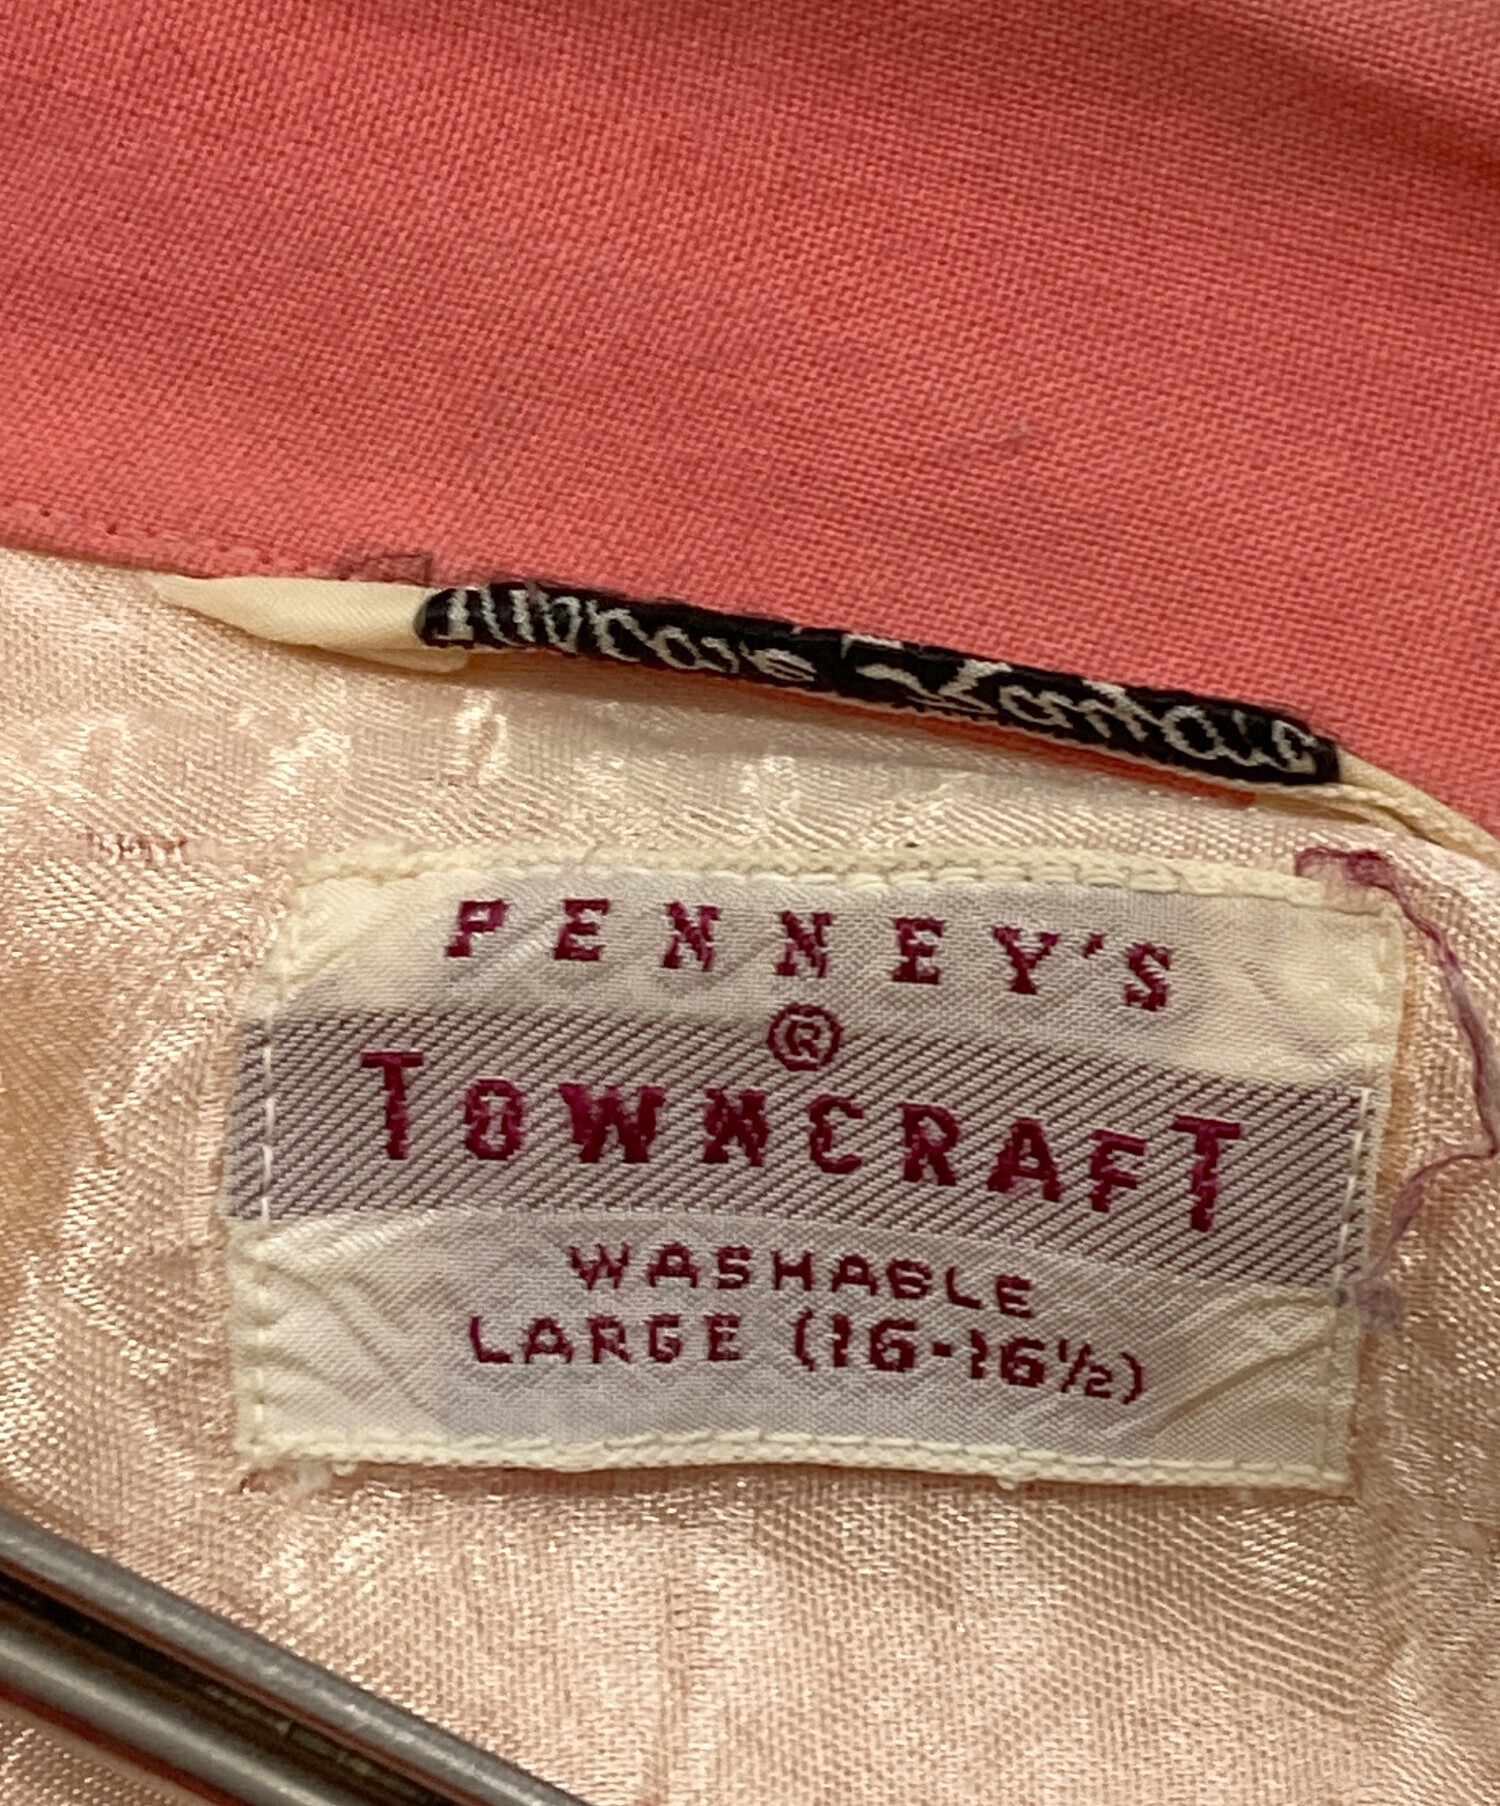 PENNEY'S
®
TOWNCRAFT
WASHABLE
LARGE (16-16½)